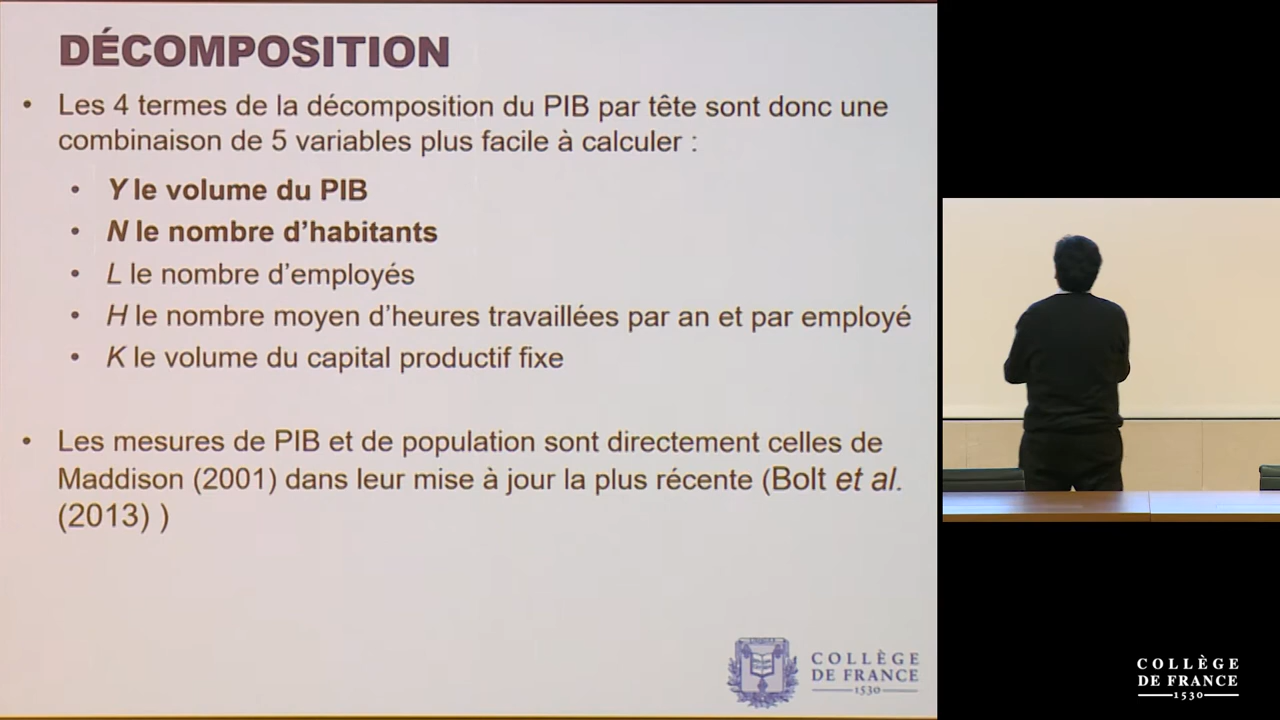 DÉCOMPOSITION
• Les 4 termes de la décomposition du PIB par tête sont donc une
combinaison de 5 variables plus facile à calculer :
• Y le volume du PIB
• N le nombre d'habitants
• L le nombre d'employés
• H le nombre moyen d'heures travaillées par an et par employé
• K le volume du capital productif fixe
• Les mesures de PIB et de population sont directement celles de
Maddison (2001) dans leur mise à jour la plus récente (Bolt et al.
(2013) )
COLLÈGE
DE FRANCE
1530
COLLÈGE
DE FRANCE
1530